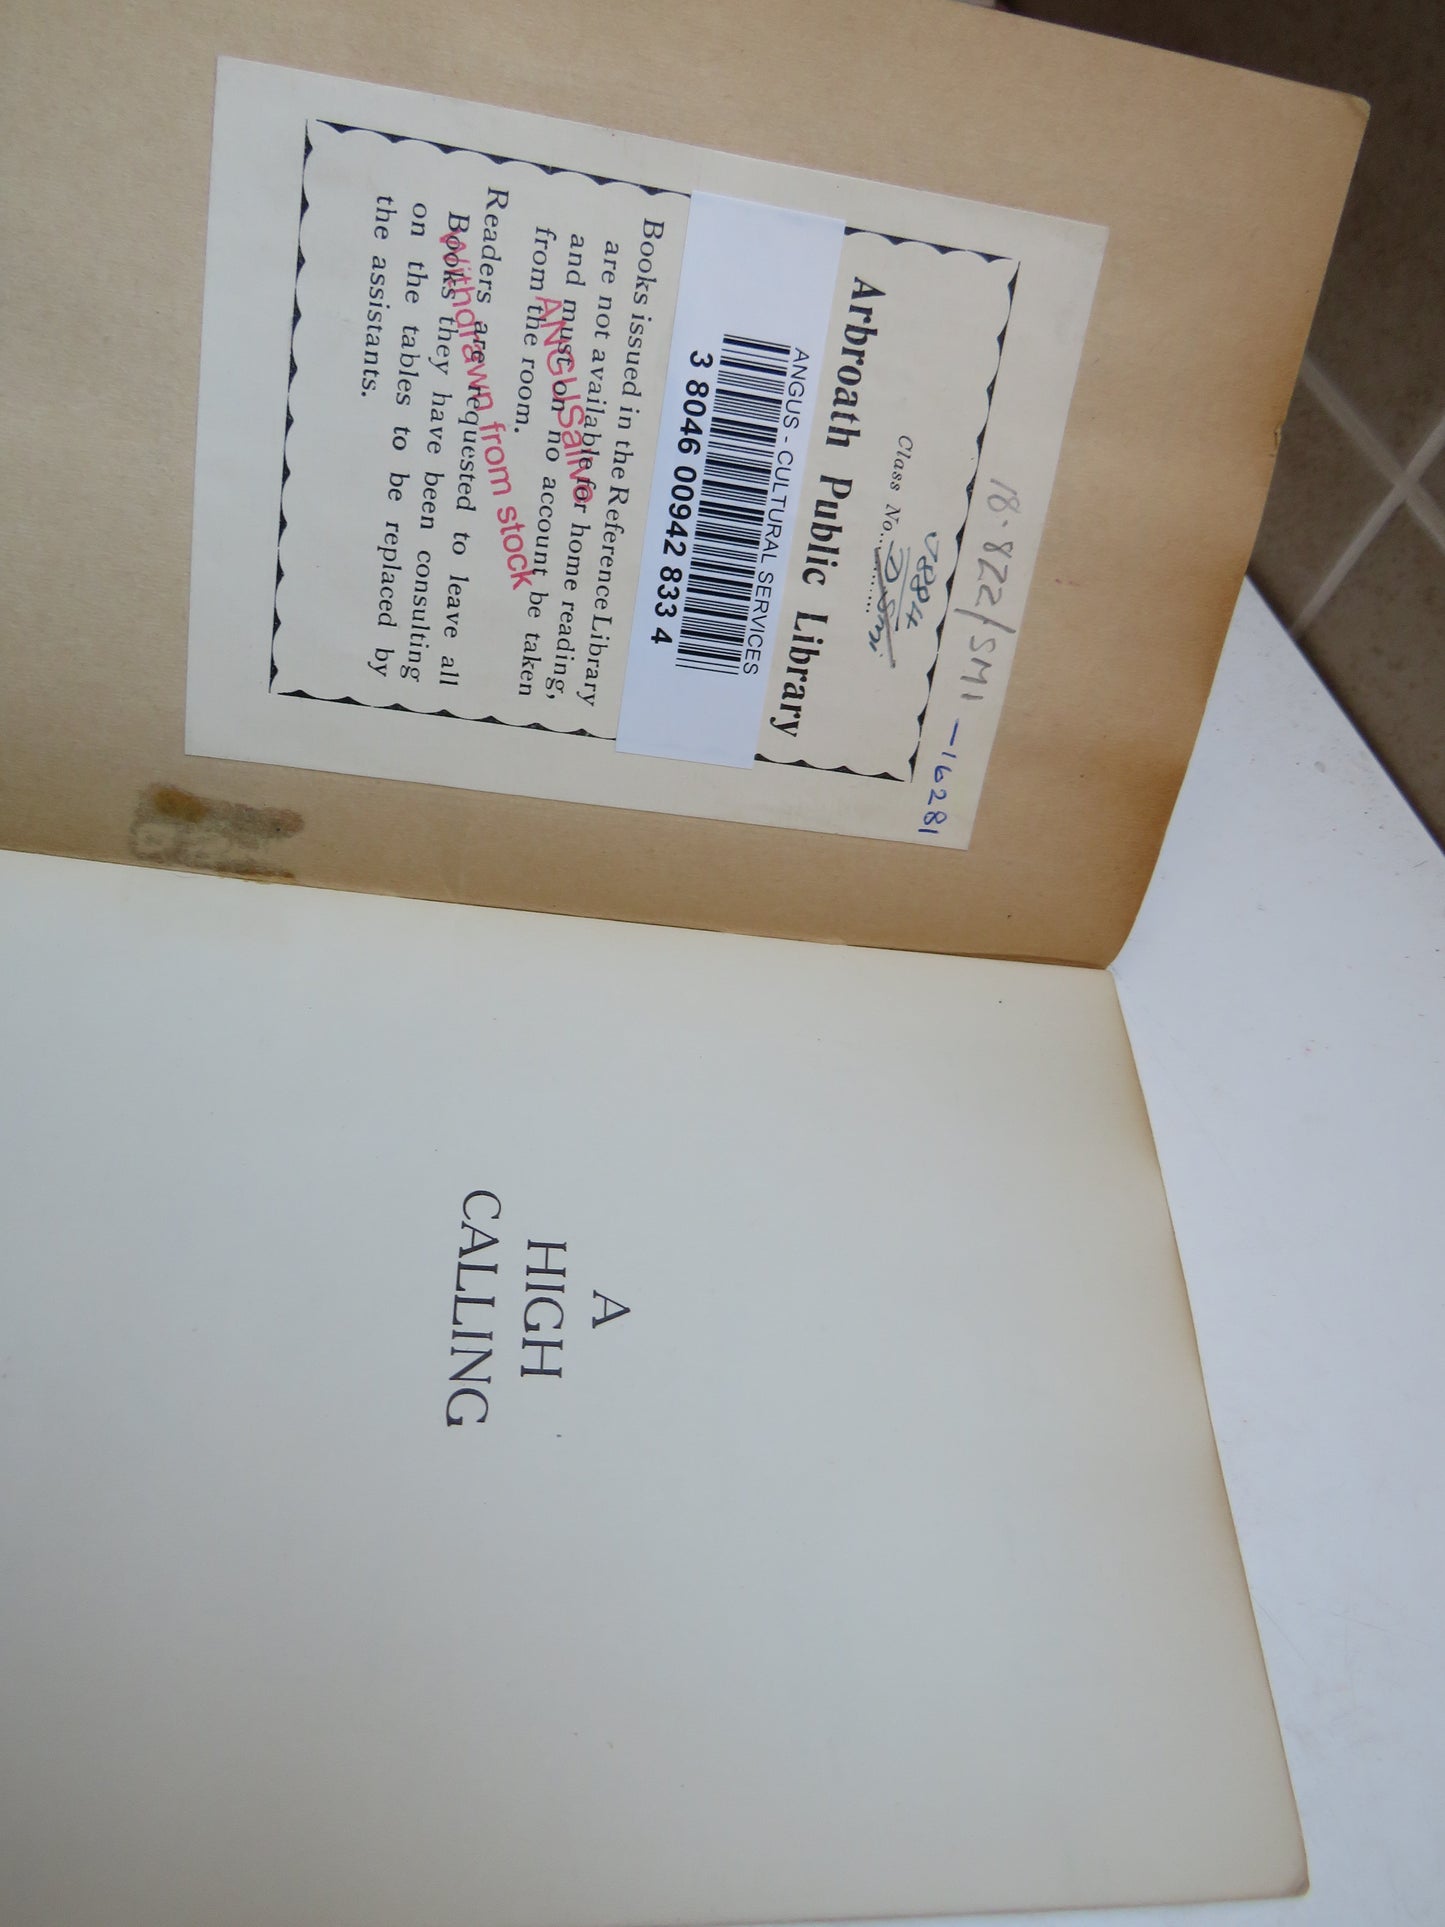 18.822/SMI -16281
Class No.
Arbroath Public Library
ANGUS - CULTURAL SERVICES
3 8046 00942 833 4
Books issued in the Reference Library
are not available for home reading,
and must on no account be taken
from the room.
ANGUSalive
Withdrawn from stock
Readers are requested to leave all
Books they have been consulting
on the tables to be replaced by
the assistants.
A
HIGH
CALLING